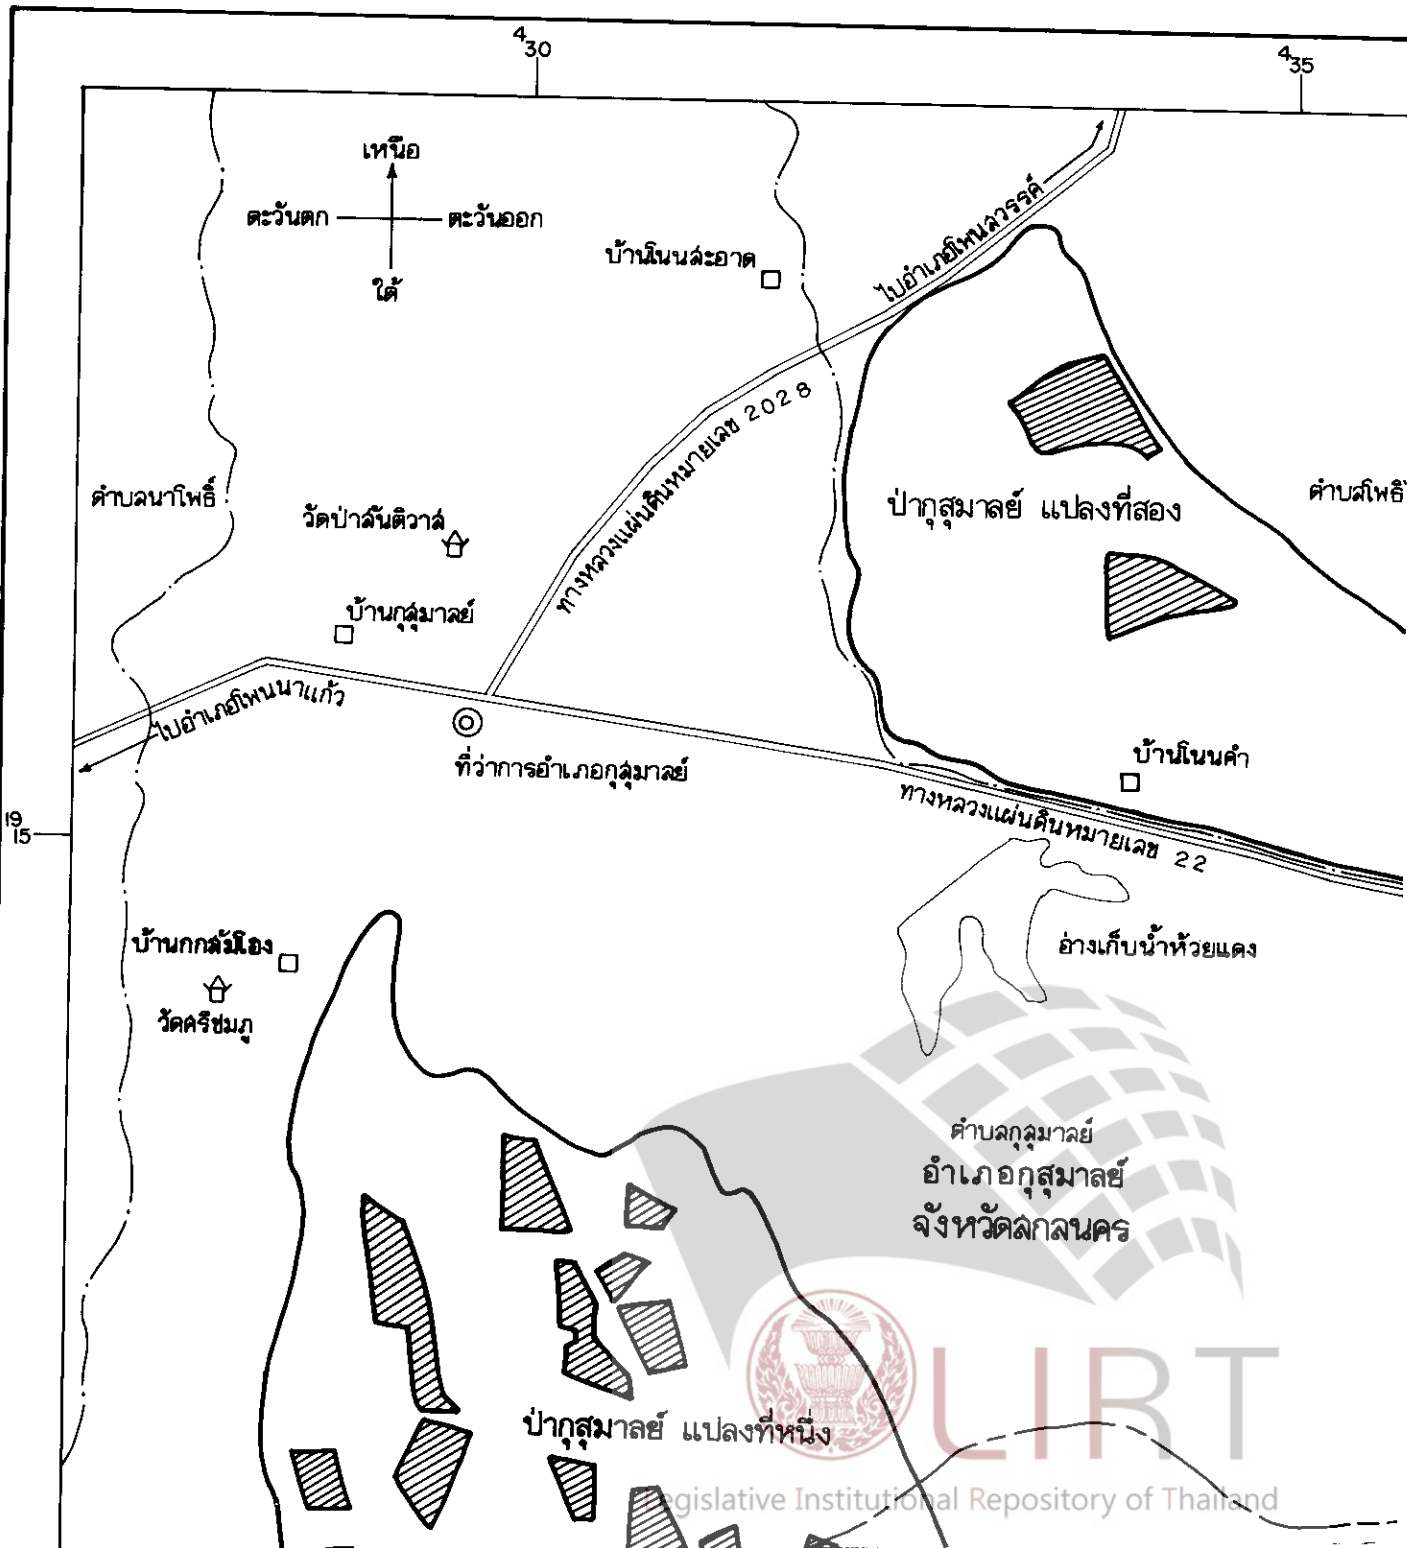 430
435
เหนือ
ตะวันตก
ตะวันออก
ใต้
บ้านโนนสะอาด
ไปอำเภอโพนสวรรค์
ทางหลวงแผ่นดินหมายเลข 2028
ตำบลนาโพธิ์
วัดป่าสันติวาส
ป่ากุสุมาลย์ แปลงที่สอง
ตำบลโพธิ
บ้านกุสุมาลย์
ไปอำเภอโพนนาแก้ว
ที่ว่าการอำเภอกุสุมาลย์
บ้านโนนคำ
ทางหลวงแผ่นดินหมายเลข 22
1915
บ้านกกส้มโฮง
อ่างเก็บน้ำห้วยแดง
วัดศรีชมภู
ตำบลกุสุมาลย์
อำเภอกุสุมาลย์
จังหวัดสกลนคร
ป่ากุสุมาลย์ แปลงที่หนึ่ง
LIRT
Legislative Institutional Repository of Thailand